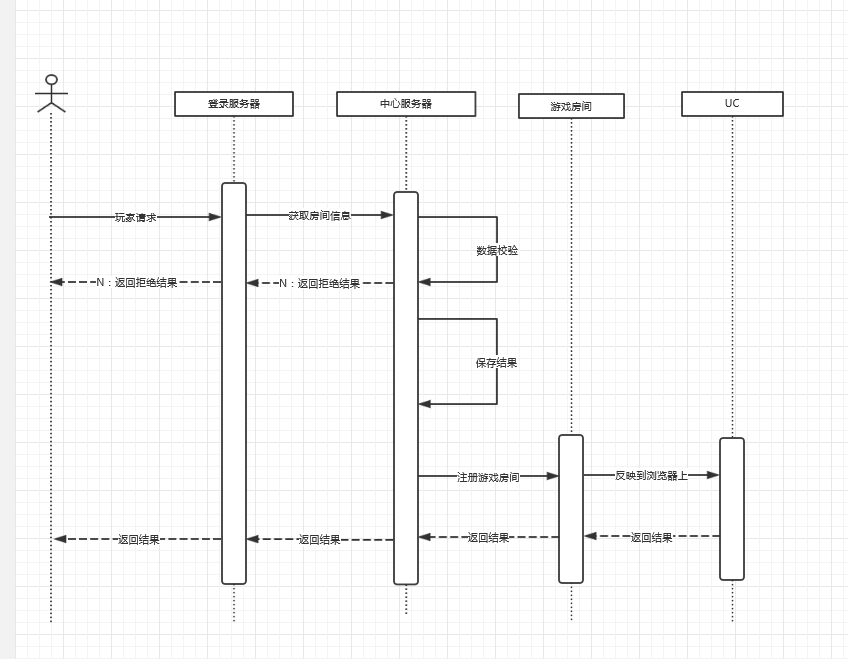 登录服务器
中心服务器
游戏房间
UC
玩家请求
获取房间信息
数据校验
N：返回拒绝结果
N：返回拒绝结果
保存结果
注册游戏房间
反映到浏览器上
返回结果
返回结果
返回结果
返回结果